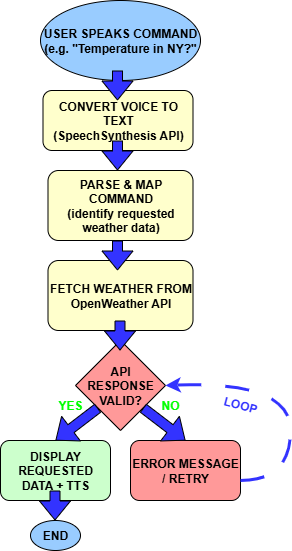 USER SPEAKS COMMAND
(e.g. "Temperature in NY?"
CONVERT VOICE TO
TEXT
(SpeechSynthesis API)
PARSE & MAP
COMMAND
(identify requested
weather data)
FETCH WEATHER FROM
OpenWeather API
API
RESPONSE
VALID?
YES
NO
LOOP
DISPLAY
REQUESTED
DATA + TTS
ERROR MESSAGE
/ RETRY
END